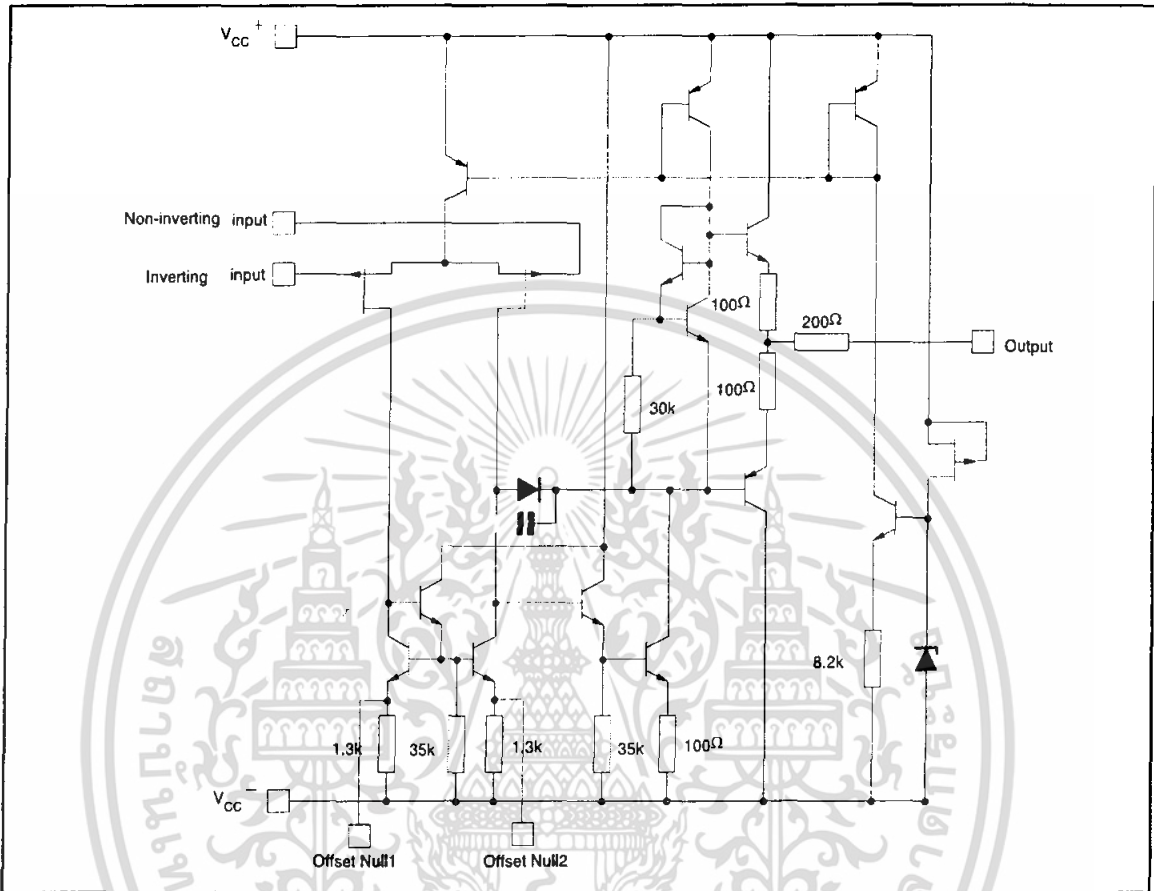 VCC+
Non-inverting input
Inverting input
100Ω
200Ω
Output
100Ω
30k
8.2k
1.3k
35k
1.3k
35k
100Ω
VCC−
Offset Null1
Offset Null2